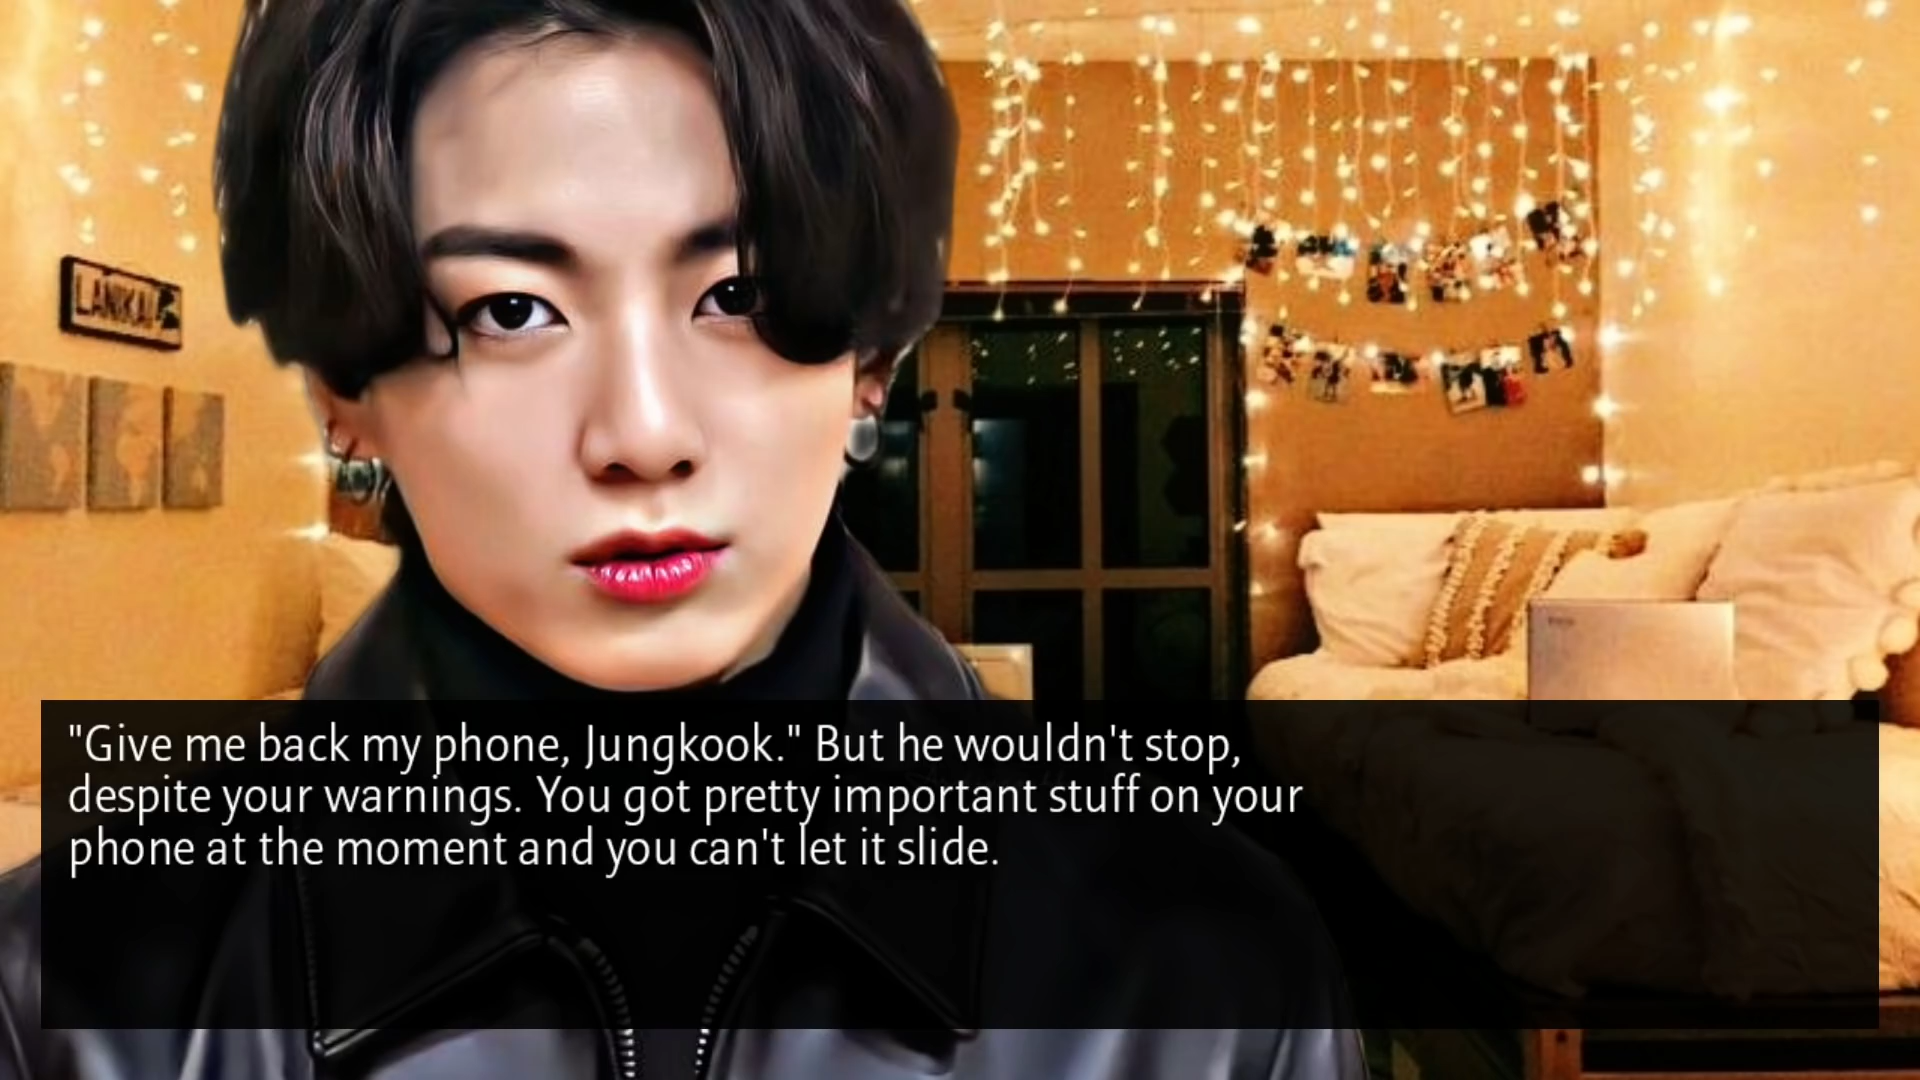 LANIKAI
"Give me back my phone, Jungkook." But he wouldn't stop,
despite your warnings. You got pretty important stuff on your
phone at the moment and you can't let it slide.